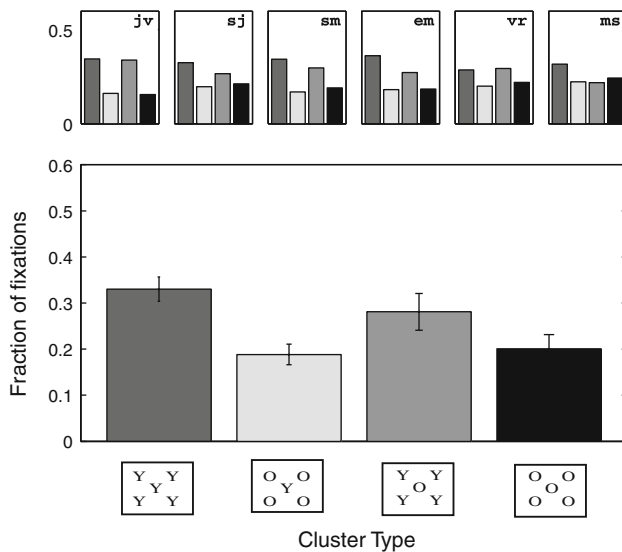 jv sj sm em vr ms
0.5
0
0.6
0.5
0.4
0.3
0.2
0.1
0
Fraction of fixations
Y Y O O Y Y O O
Y Y O O
Y Y O O Y Y O O
Cluster Type